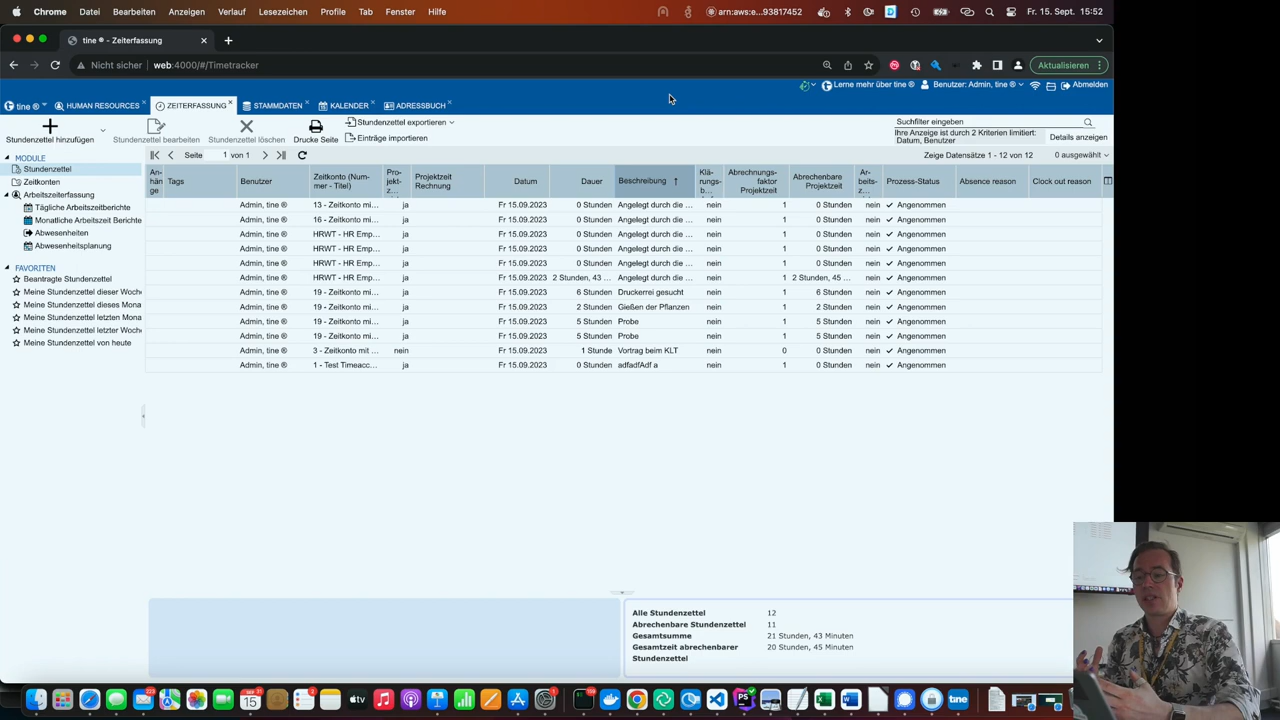 Chrome Datei Bearbeiten Anzeigen Verlauf Lesezeichen Profile Tab Fenster Hilfe arn:aws:e...93817452 Fr. 15. Sep. 15:52
tine ® - Zeiterfassung
Nicht sicher web:4000/#/Timetracker Aktualisieren
Lerne mehr über tine ® Benutzer: Admin, tine ® Abmelden
tine ® HUMAN RESOURCES ZEITERFASSUNG STAMMDATEN KALENDER ADRESSBUCH
Stundenzettel hinzufügen Stundenzettel bearbeiten Stundenzettel löschen Drucke Seite
Stundenzettel exportieren
Einträge importieren
Suchfilter eingeben
Ihre Anzeige ist durch 2 Kriterien limitiert: Datum, Benutzer
Details anzeigen
Seite 1 von 1 Zeige Datensätze 1 - 12 von 12 0 ausgewählt
MODULE
Stundenzettel
Zeitkonten
Arbeitszeiterfassung
Tägliche Arbeitszeitberichte
Monatliche Arbeitszeit Berichte
Abwesenheiten
Abwesenheitsplanung
FAVORITEN
Beantragte Stundenzettel
Meine Stundenzettel dieser Woch
Meine Stundenzettel dieses Mona
Meine Stundenzettel letzten Mona
Meine Stundenzettel letzter Woch
Meine Stundenzettel von heute
An-hän-ge Tags Benutzer Zeitkonto (Num-mer - Titel) Pro-jekt-z... Projektzeit Rechnung Datum Dauer Beschreibung Klä-rungs-b... Abrechnungs-faktor Projektzeit Abrechenbare Projektzeit Ar-beits-z... Prozess-Status Absence reason Clock out reason
Admin, tine ® 13 - Zeitkonto mi... ja Fr 15.09.2023 0 Stunden Angelegt durch die ... nein 1 0 Stunden nein Angenommen
Admin, tine ® 16 - Zeitkonto mi... ja Fr 15.09.2023 0 Stunden Angelegt durch die ... nein 1 0 Stunden nein Angenommen
Admin, tine ® HRWT - HR Emp... ja Fr 15.09.2023 0 Stunden Angelegt durch die ... nein 1 0 Stunden nein Angenommen
Admin, tine ® HRWT - HR Emp... ja Fr 15.09.2023 0 Stunden Angelegt durch die ... nein 1 0 Stunden nein Angenommen
Admin, tine ® HRWT - HR Emp... ja Fr 15.09.2023 0 Stunden Angelegt durch die ... nein 1 0 Stunden nein Angenommen
Admin, tine ® HRWT - HR Emp... ja Fr 15.09.2023 2 Stunden, 43 ... Angelegt durch die ... nein 1 2 Stunden, 45 ... nein Angenommen
Admin, tine ® 19 - Zeitkonto mi... ja Fr 15.09.2023 6 Stunden Druckerrei gesucht nein 1 6 Stunden nein Angenommen
Admin, tine ® 19 - Zeitkonto mi... ja Fr 15.09.2023 2 Stunden Gießen der Pflanzen nein 1 2 Stunden nein Angenommen
Admin, tine ® 19 - Zeitkonto mi... ja Fr 15.09.2023 5 Stunden Probe nein 1 5 Stunden nein Angenommen
Admin, tine ® 19 - Zeitkonto mi... ja Fr 15.09.2023 5 Stunden Probe nein 1 5 Stunden nein Angenommen
Admin, tine ® 3 - Zeitkonto mit ... nein Fr 15.09.2023 1 Stunde Vortrag beim KLT nein 0 0 Stunden nein Angenommen
Admin, tine ® 1 - Test Timeacc... ja Fr 15.09.2023 0 Stunden adfadfAdf a nein 1 0 Stunden nein Angenommen
Alle Stundenzettel 12
Abrechenbare Stundenzettel 11
Gesamtsumme 21 Stunden, 43 Minuten
Gesamtzeit abrechenbarer Stundenzettel 20 Stunden, 45 Minuten